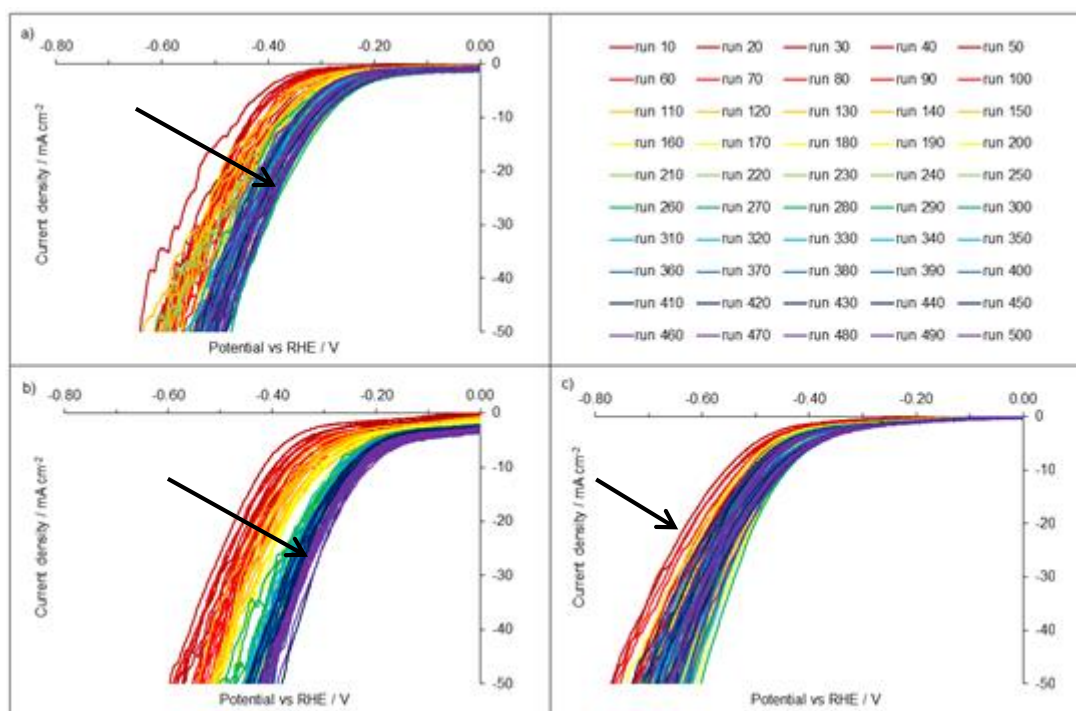 a)
-0.80 -0.60 -0.40 -0.20 0.00
0
-10
-20
-30
-40
-50
Current density / mA cm-2
Potential vs RHE / V
run 10 run 20 run 30 run 40 run 50
run 60 run 70 run 80 run 90 run 100
run 110 run 120 run 130 run 140 run 150
run 160 run 170 run 180 run 190 run 200
run 210 run 220 run 230 run 240 run 250
run 260 run 270 run 280 run 290 run 300
run 310 run 320 run 330 run 340 run 350
run 360 run 370 run 380 run 390 run 400
run 410 run 420 run 430 run 440 run 450
run 460 run 470 run 480 run 490 run 500
b)
-0.80 -0.60 -0.40 -0.20 0.00
0
-10
-20
-30
-40
-50
Current density / mA cm-2
Potential vs RHE / V
c)
-0.80 -0.60 -0.40 -0.20 0.00
0
-10
-20
-30
-40
-50
Current density / mA cm-2
Potential vs RHE / V